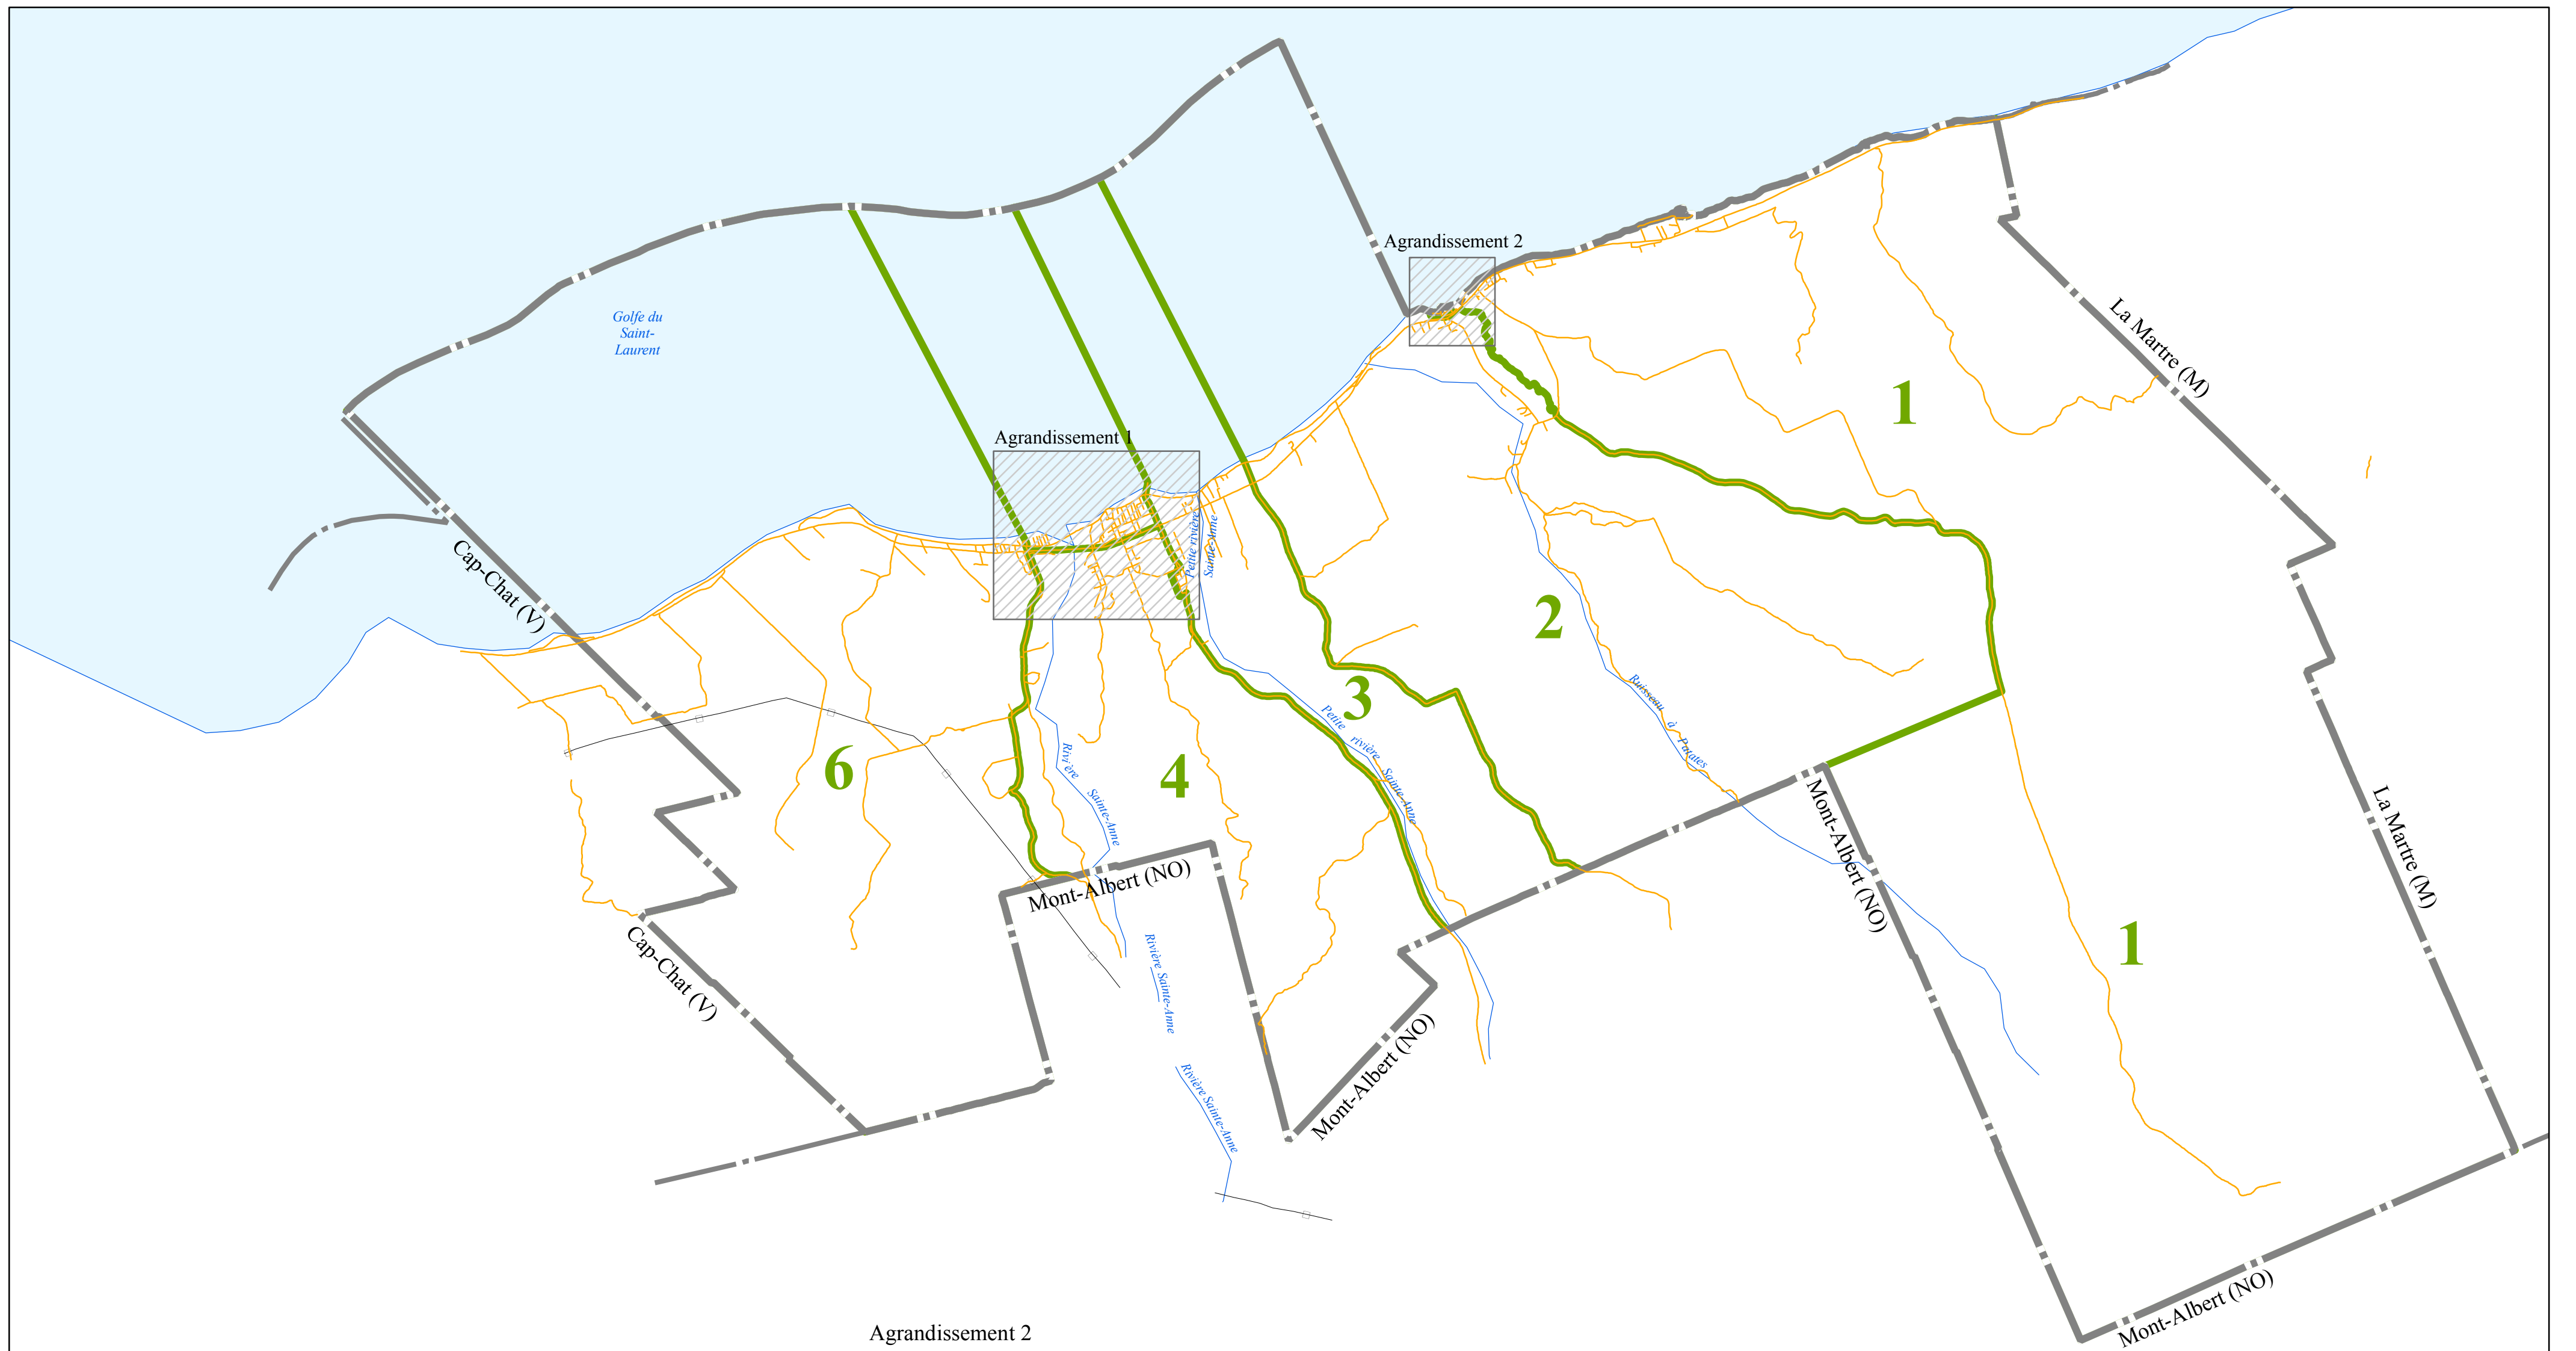 Agrandissement 2
Golfe du
Saint-
Laurent
La Martre (M)
1
Agrandissement 1
Petite rivière
Sainte-Anne
Cap-Chat (V)
2
Ruisseau à Patates
3
Petite rivière Sainte-Anne
6
4
Rivière Sainte-Anne
Mont-Albert (NO)
Mont-Albert (NO)
La Martre (M)
Cap-Chat (V)
1
Rivière Sainte-Anne
Mont-Albert (NO)
Rivière Sainte-Anne
Mont-Albert (NO)
Agrandissement 2